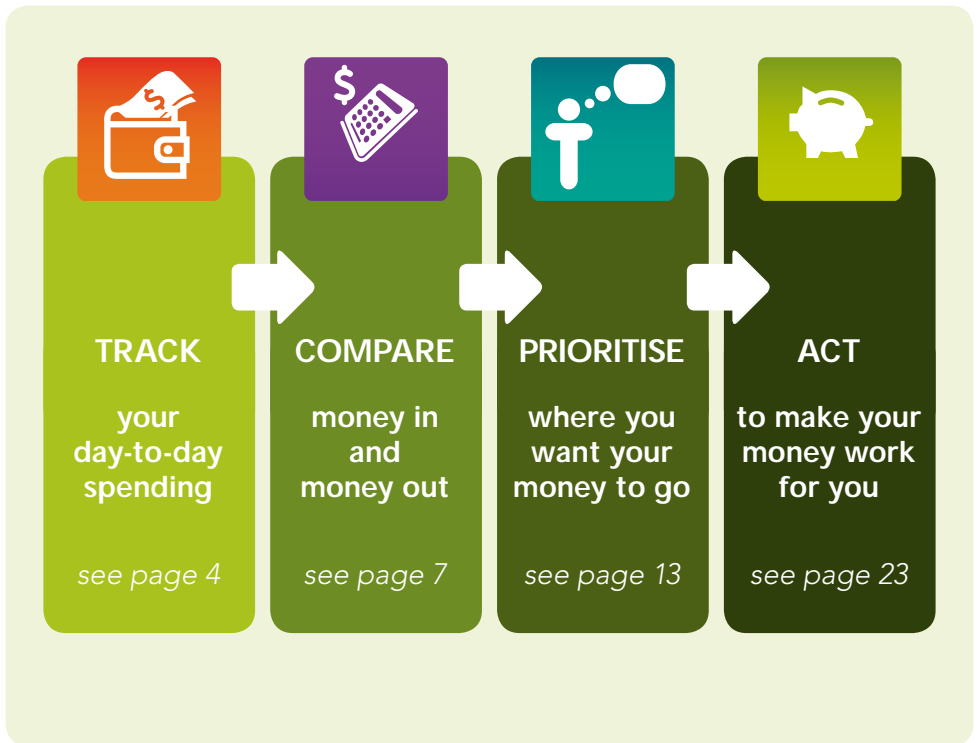 $
$
TRACK
your
day-to-day
spending
see page 4
COMPARE
money in
and
money out
see page 7
PRIORITISE
where you
want your
money to go
see page 13
ACT
to make your
money work
for you
see page 23